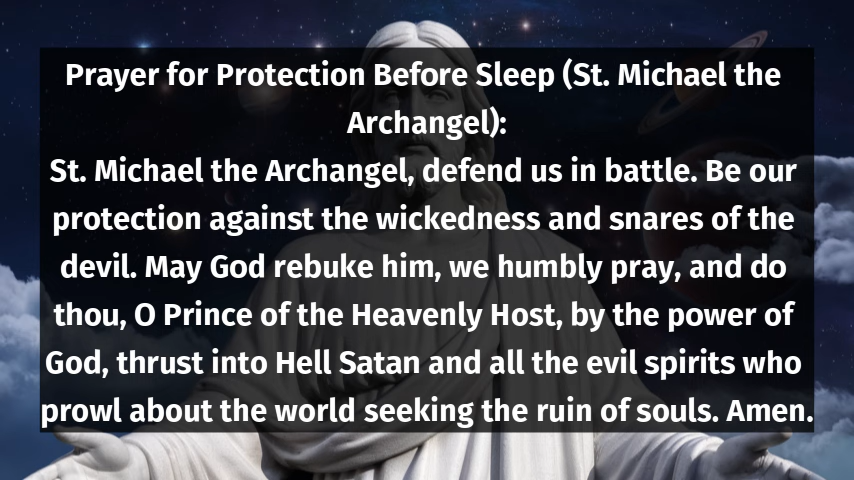 Prayer for Protection Before Sleep (St. Michael the
Archangel):
St. Michael the Archangel, defend us in battle. Be our
protection against the wickedness and snares of the
devil. May God rebuke him, we humbly pray, and do
thou, O Prince of the Heavenly Host, by the power of
God, thrust into Hell Satan and all the evil spirits who
prowl about the world seeking the ruin of souls. Amen.